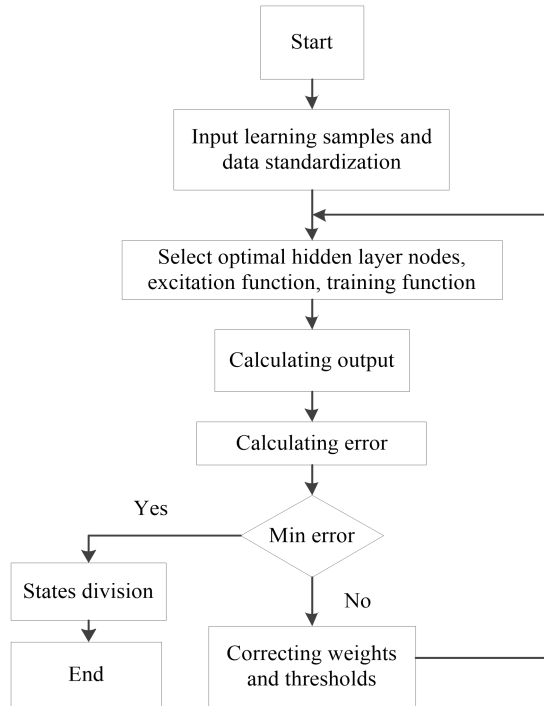 Start
Input learning samples and
data standardization
Select optimal hidden layer nodes,
excitation function, training function
Calculating output
Calculating error
Yes
Min error
States division
No
End
Correcting weights
and thresholds